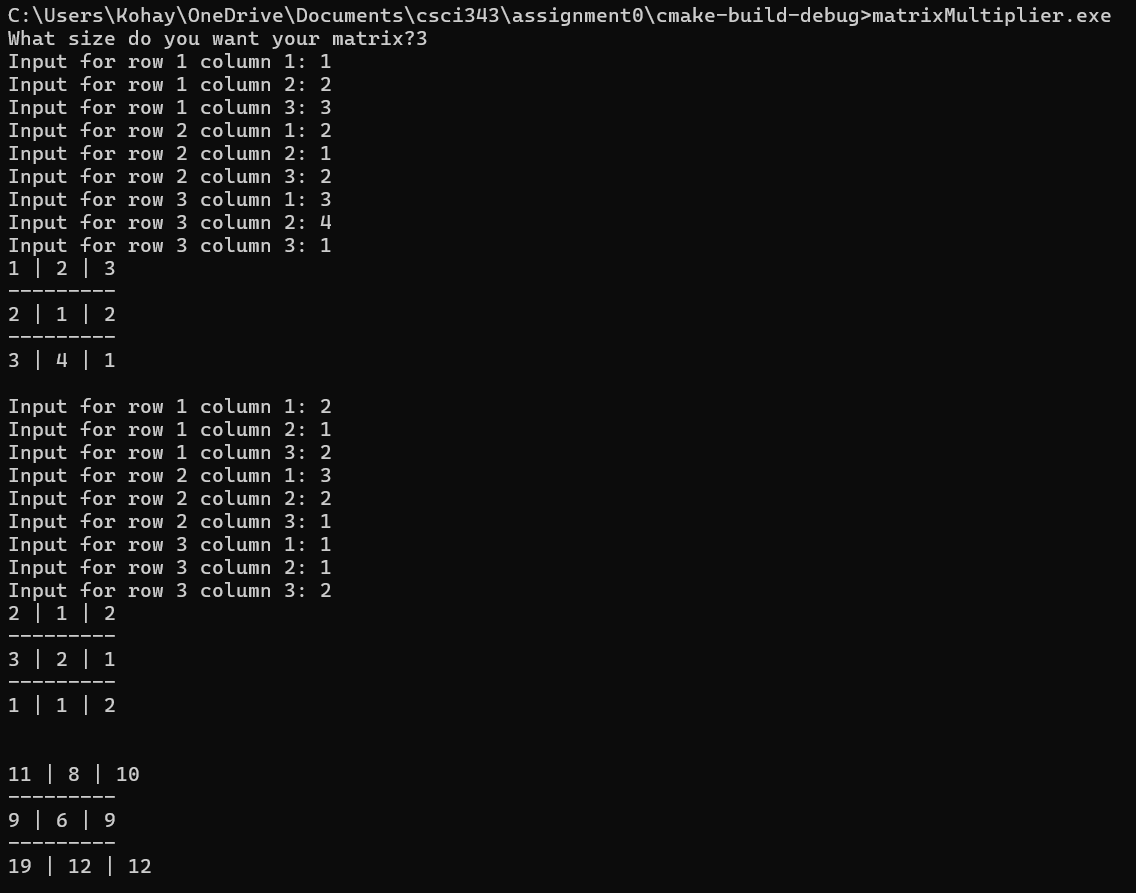 C:\Users\Kohay\OneDrive\Documents\csci343\assignment0\cmake-build-debug>matrixMultiplier.exe
What size do you want your matrix?3
Input for row 1 column 1: 1
Input for row 1 column 2: 2
Input for row 1 column 3: 3
Input for row 2 column 1: 2
Input for row 2 column 2: 1
Input for row 2 column 3: 2
Input for row 3 column 1: 3
Input for row 3 column 2: 4
Input for row 3 column 3: 1
1 | 2 | 3
---------
2 | 1 | 2
---------
3 | 4 | 1

Input for row 1 column 1: 2
Input for row 1 column 2: 1
Input for row 1 column 3: 2
Input for row 2 column 1: 3
Input for row 2 column 2: 2
Input for row 2 column 3: 1
Input for row 3 column 1: 1
Input for row 3 column 2: 1
Input for row 3 column 3: 2
2 | 1 | 2
---------
3 | 2 | 1
---------
1 | 1 | 2


11 | 8 | 10
---------
9 | 6 | 9
---------
19 | 12 | 12